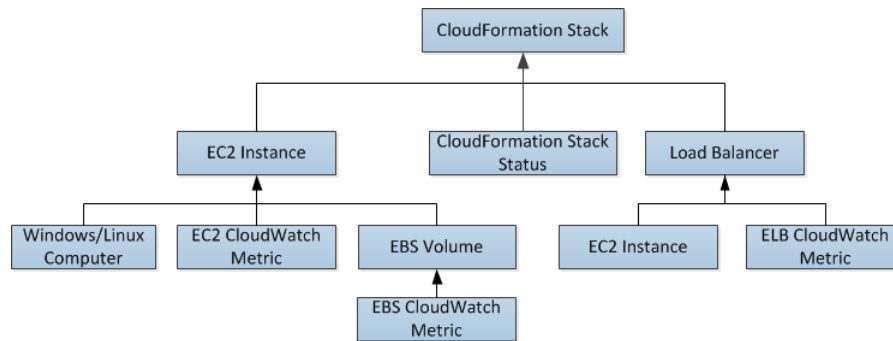 CloudFormation Stack
EC2 Instance
CloudFormation Stack
Status
Load Balancer
Windows/Linux
Computer
EC2 CloudWatch
Metric
EBS Volume
EC2 Instance
ELB CloudWatch
Metric
EBS CloudWatch
Metric